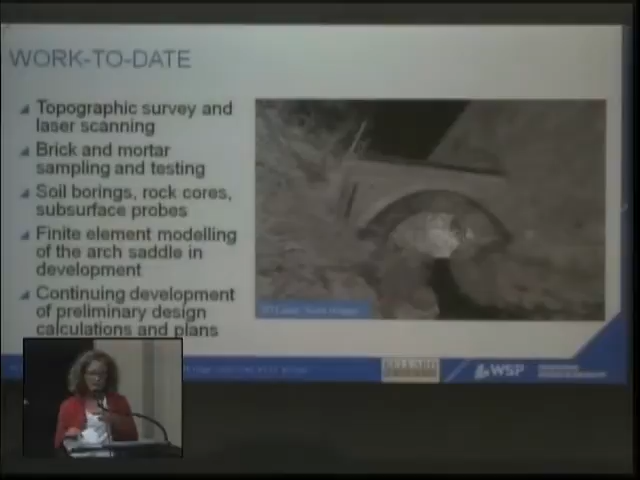 WORK-TO-DATE
Topographic survey and
laser scanning
Brick and mortar
sampling and testing
Soil borings, rock cores,
subsurface probes
Finite element modelling
of the arch saddle in
development
Continuing development
of preliminary design
calculations and plans
WSP